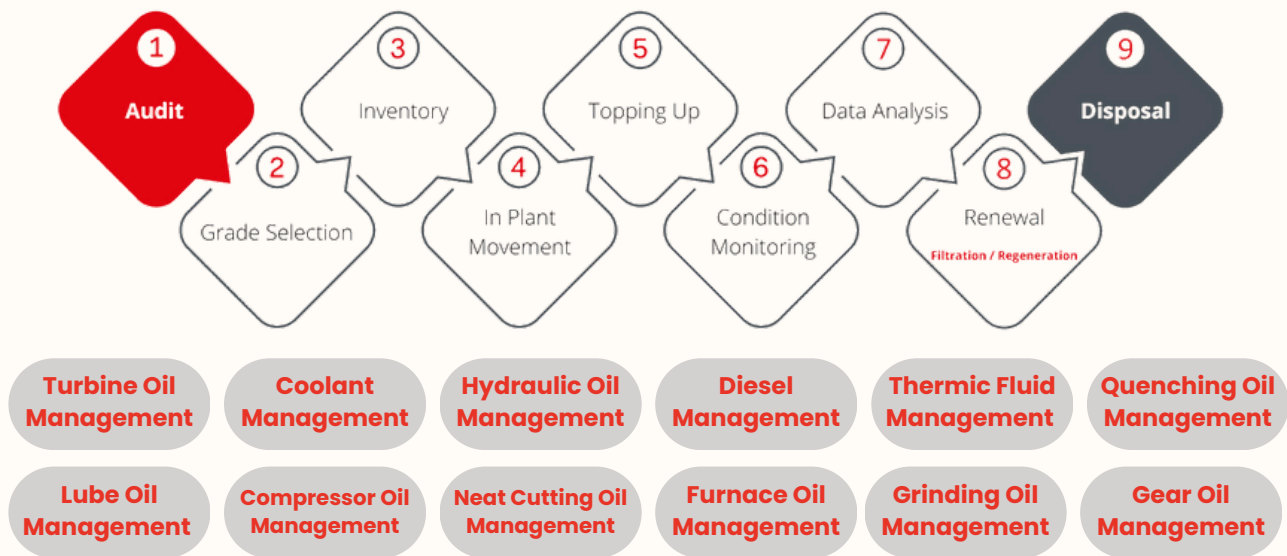 1
Audit
2
Grade Selection
3
Inventory
4
In Plant
Movement
5
Topping Up
6
Condition
Monitoring
7
Data Analysis
8
Renewal
Filtration / Regeneration
9
Disposal
Turbine Oil
Management
Coolant
Management
Hydraulic Oil
Management
Diesel
Management
Thermic Fluid
Management
Quenching Oil
Management
Lube Oil
Management
Compressor Oil
Management
Neat Cutting Oil
Management
Furnace Oil
Management
Grinding Oil
Management
Gear Oil
Management